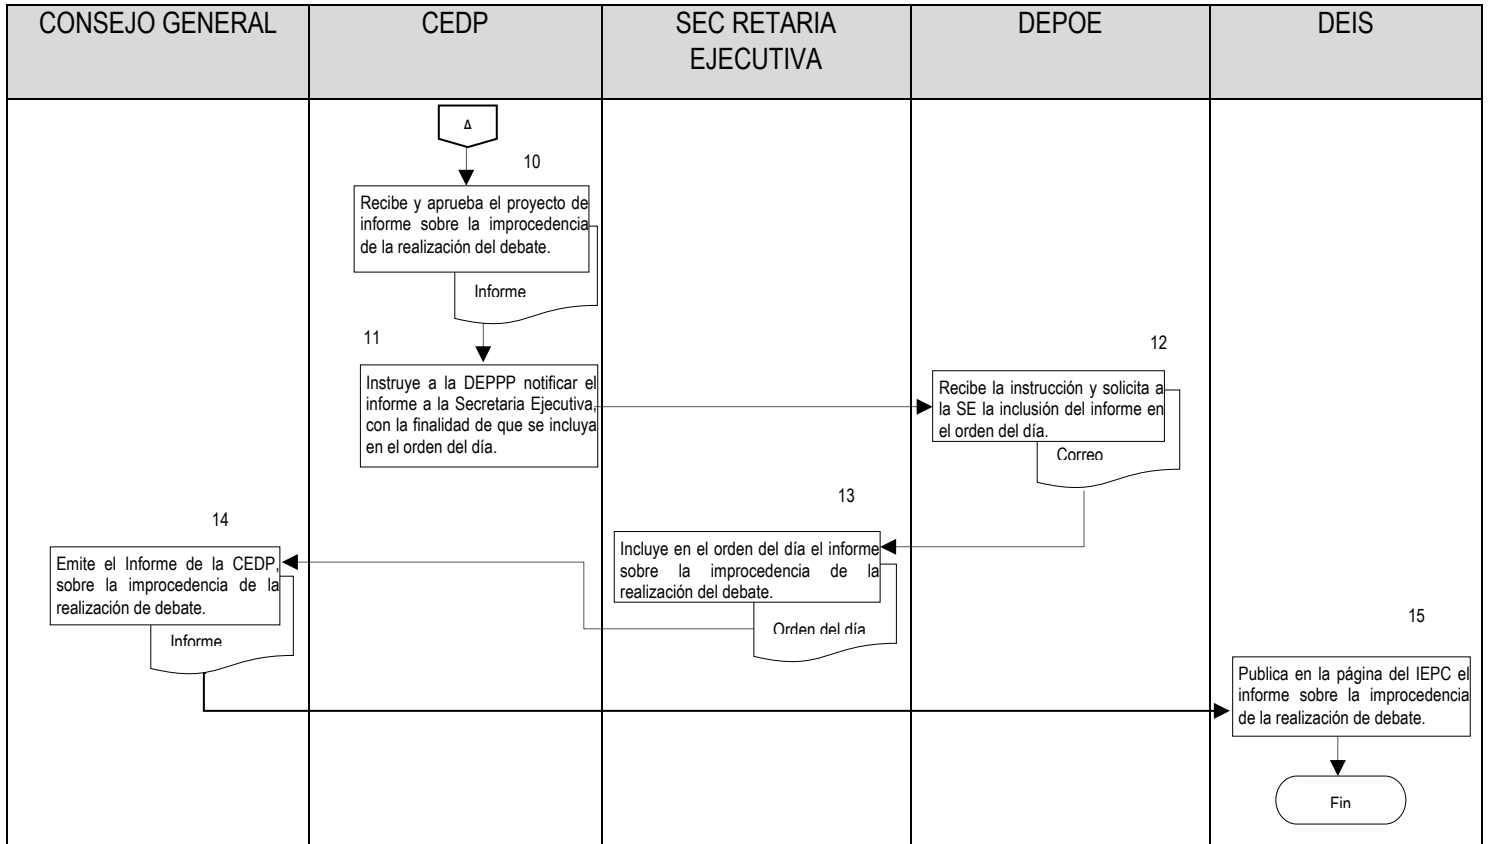 CONSEJO GENERAL
CEDP
SEC RETARIA
EJECUTIVA
DEPOE
DEIS
A
10
Recibe y aprueba el proyecto de
informe sobre la improcedencia
de la realización del debate.
Informe
11
Instruye a la DEPPP notificar el
informe a la Secretaria Ejecutiva,
con la finalidad de que se incluya
en el orden del día.
12
Recibe la instrucción y solicita a
la SE la inclusión del informe en
el orden del día.
Correo
13
Incluye en el orden del día el informe
sobre la improcedencia de la
realización del debate.
Orden del día
14
Emite el Informe de la CEDP,
sobre la improcedencia de la
realización de debate.
Informe
15
Publica en la página del IEPC el
informe sobre la improcedencia
de la realización de debate.
Fin